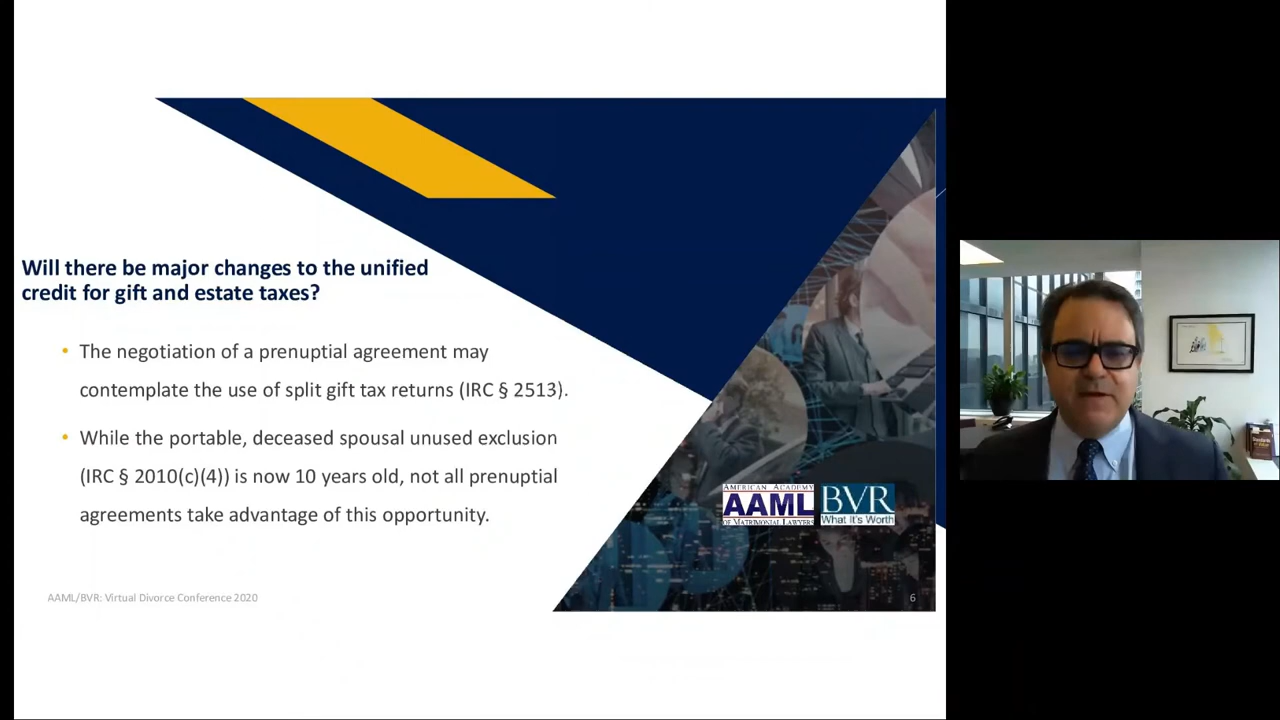 Will there be major changes to the unified
credit for gift and estate taxes?
• The negotiation of a prenuptial agreement may
contemplate the use of split gift tax returns (IRC § 2513).
• While the portable, deceased spousal unused exclusion
(IRC § 2010(c)(4)) is now 10 years old, not all prenuptial
agreements take advantage of this opportunity.
AMERICAN ACADEMY
AAML
OF MATRIMONIAL LAWYERS
BVR
What It's Worth
AAML/BVR: Virtual Divorce Conference 2020
6